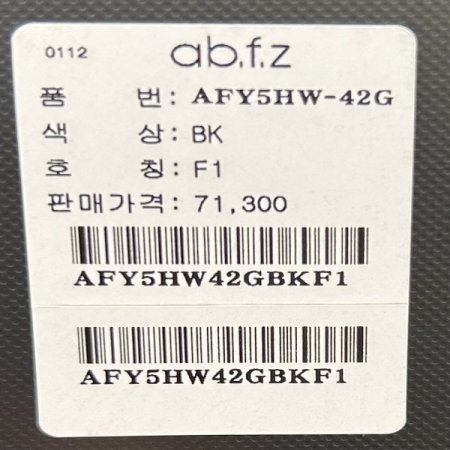 0112 ab.f.z
품 번: AFY5HW-42G
색 상: BK
호 칭: F1
판매가격: 71,300
AFY5HW42GBKF1
AFY5HW42GBKF1